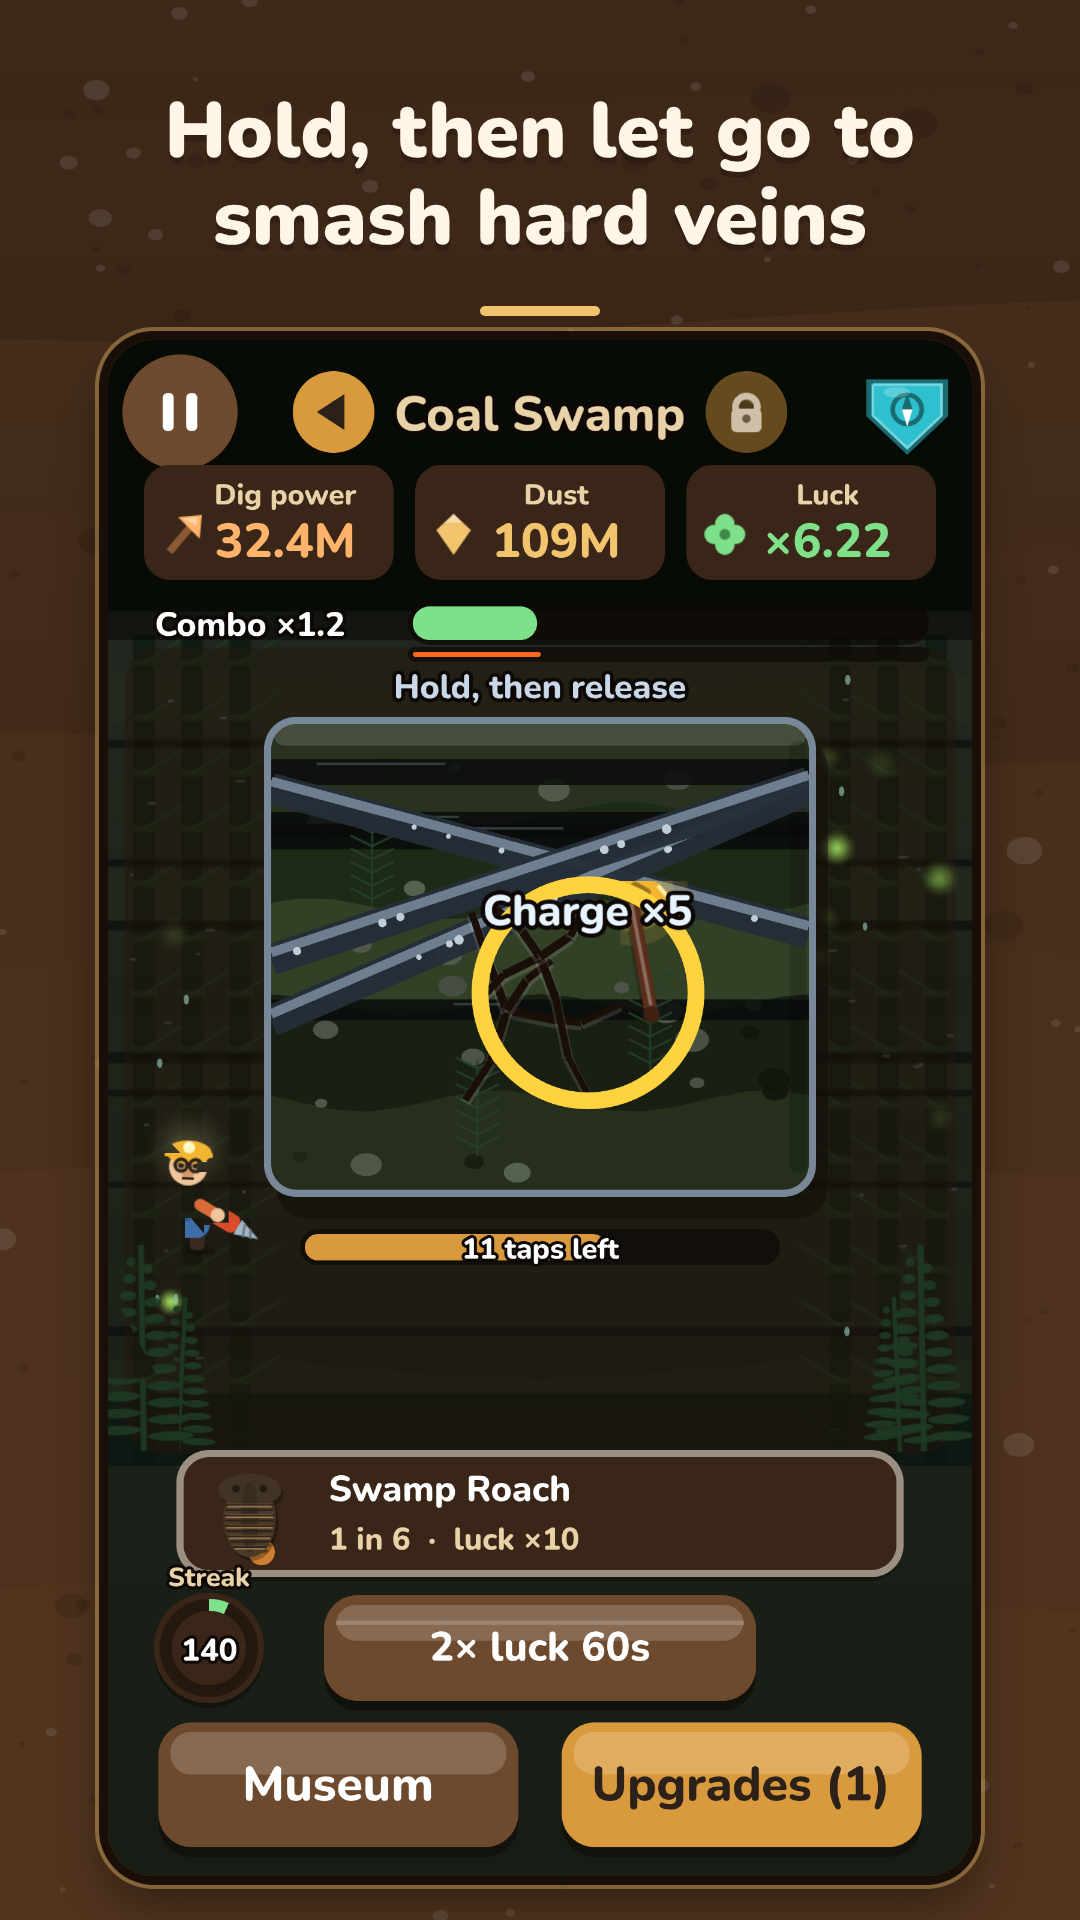 Hold, then let go to
smash hard veins
Coal Swamp
Dig power
32.4M
Dust
109M
Luck
×6.22
Combo ×1.2
Hold, then release
Charge ×5
11 taps left
Swamp Roach
1 in 6 · luck ×10
Streak
140
2× luck 60s
Museum
Upgrades (1)